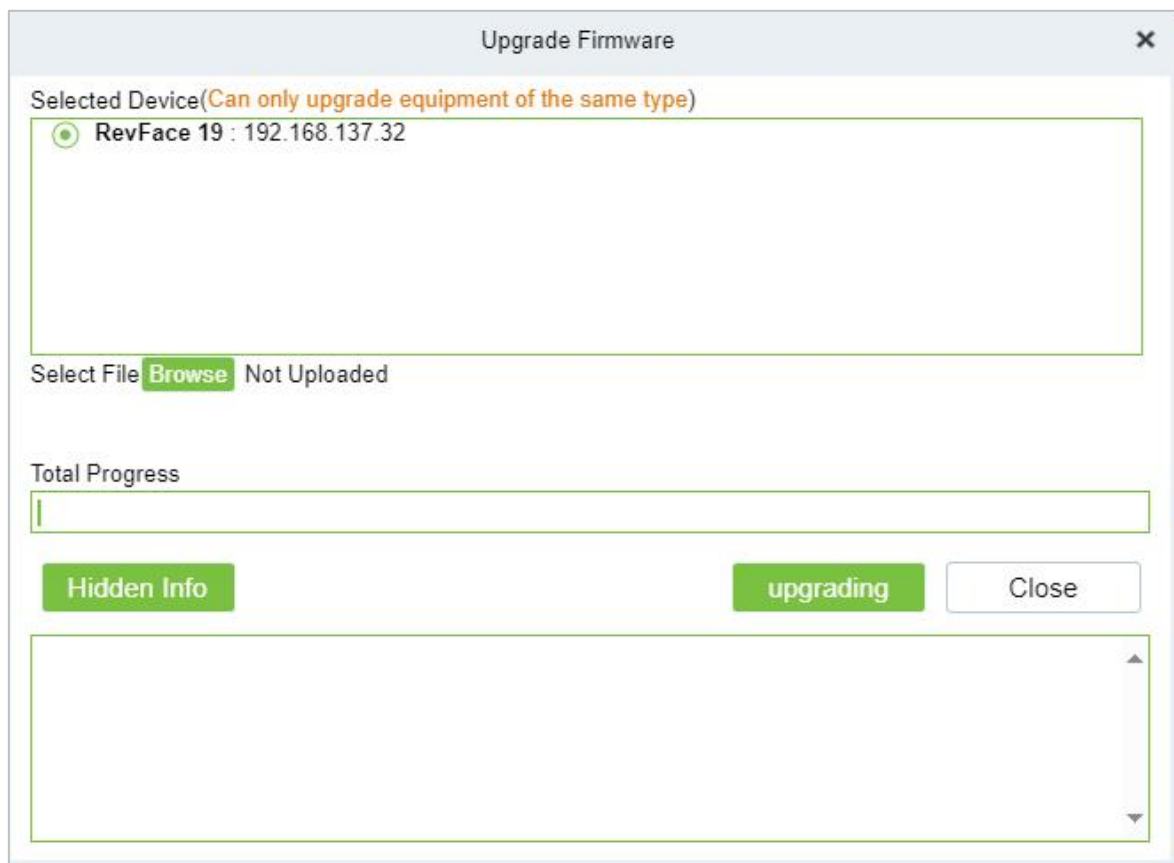 Upgrade Firmware ×
Selected Device(Can only upgrade equipment of the same type)
RevFace 19 : 192.168.137.32
Select File Browse Not Uploaded
Total Progress
Hidden Info upgrading Close